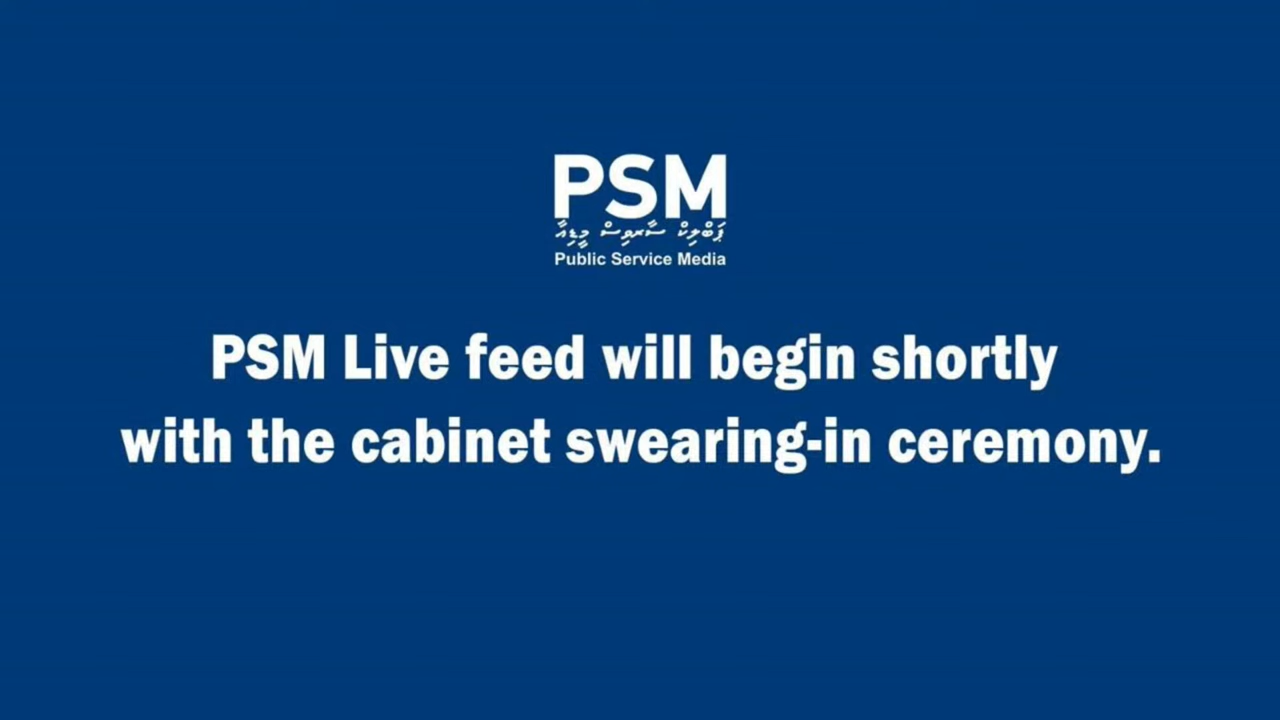 PSM
ޕަބްލިކް ސާރވިސް މީޑިއާ
Public Service Media
PSM Live feed will begin shortly
with the cabinet swearing-in ceremony.